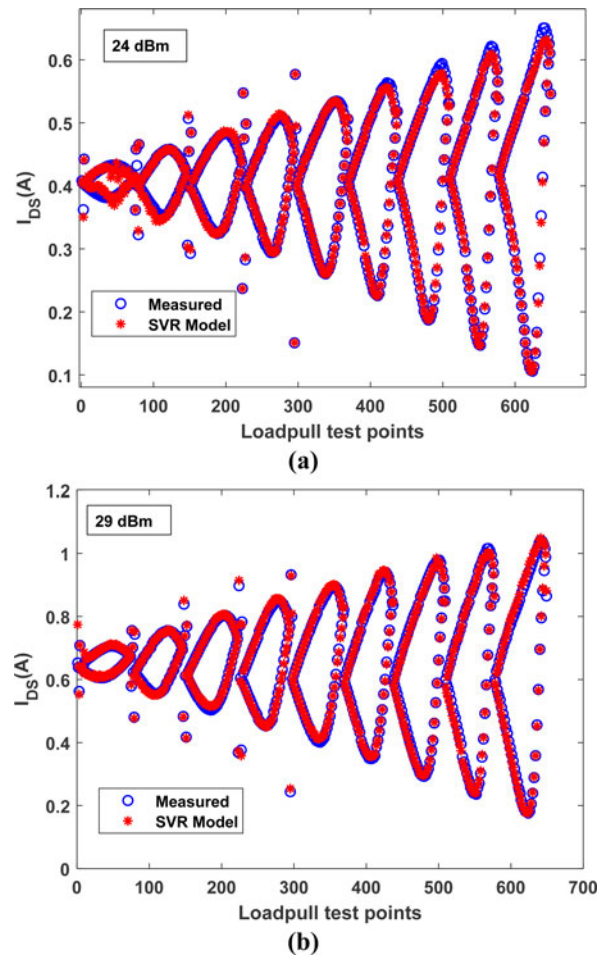 24 dBm
0.6
0.5
0.4
0.3
0.2
0.1
I_DS(A)
Measured
SVR Model
0 100 200 300 400 500 600
Loadpull test points
(a)
29 dBm
1.2
1
0.8
0.6
0.4
0.2
0
I_DS(A)
Measured
SVR Model
0 100 200 300 400 500 600 700
Loadpull test points
(b)